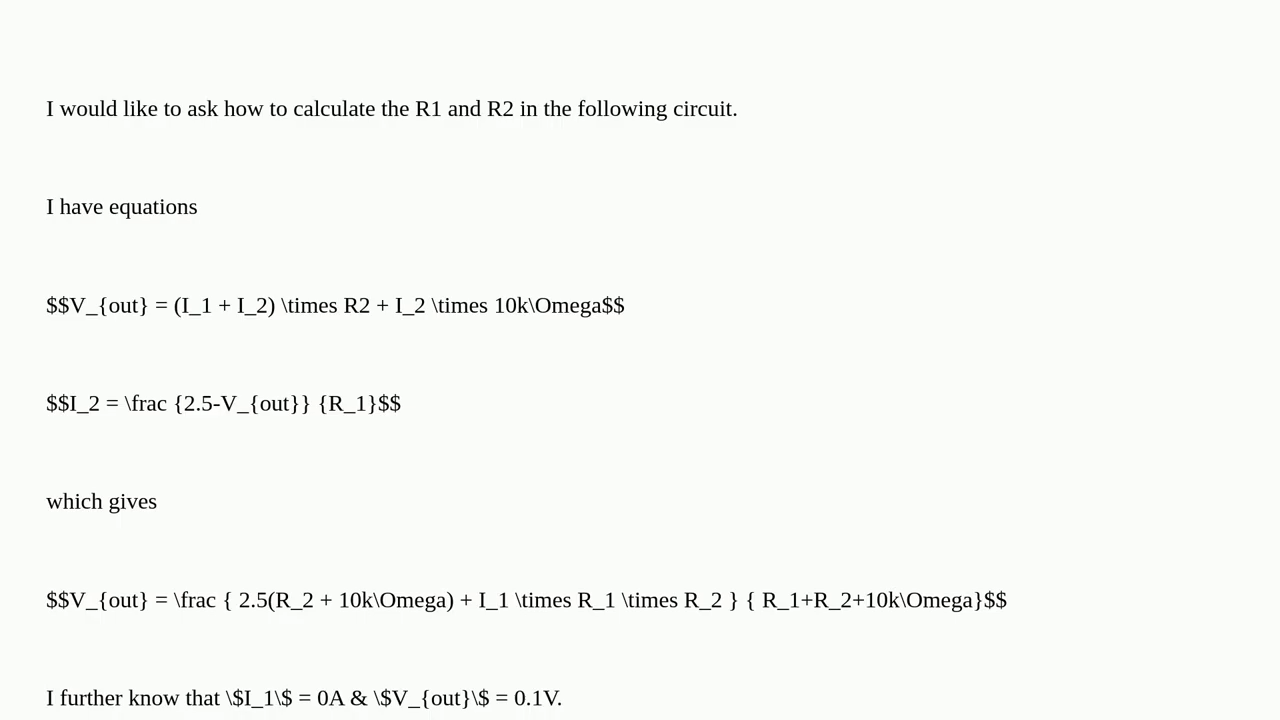 I would like to ask how to calculate the R1 and R2 in the following circuit.
I have equations
$$V_{out} = (I_1 + I_2) \times R2 + I_2 \times 10k\Omega$$
$$I_2 = \frac {2.5-V_{out}} {R_1}$$
which gives
$$V_{out} = \frac { 2.5(R_2 + 10k\Omega) + I_1 \times R_1 \times R_2 } { R_1+R_2+10k\Omega}$$
I further know that \$I_1\$ = 0A & \$V_{out}\$ = 0.1V.